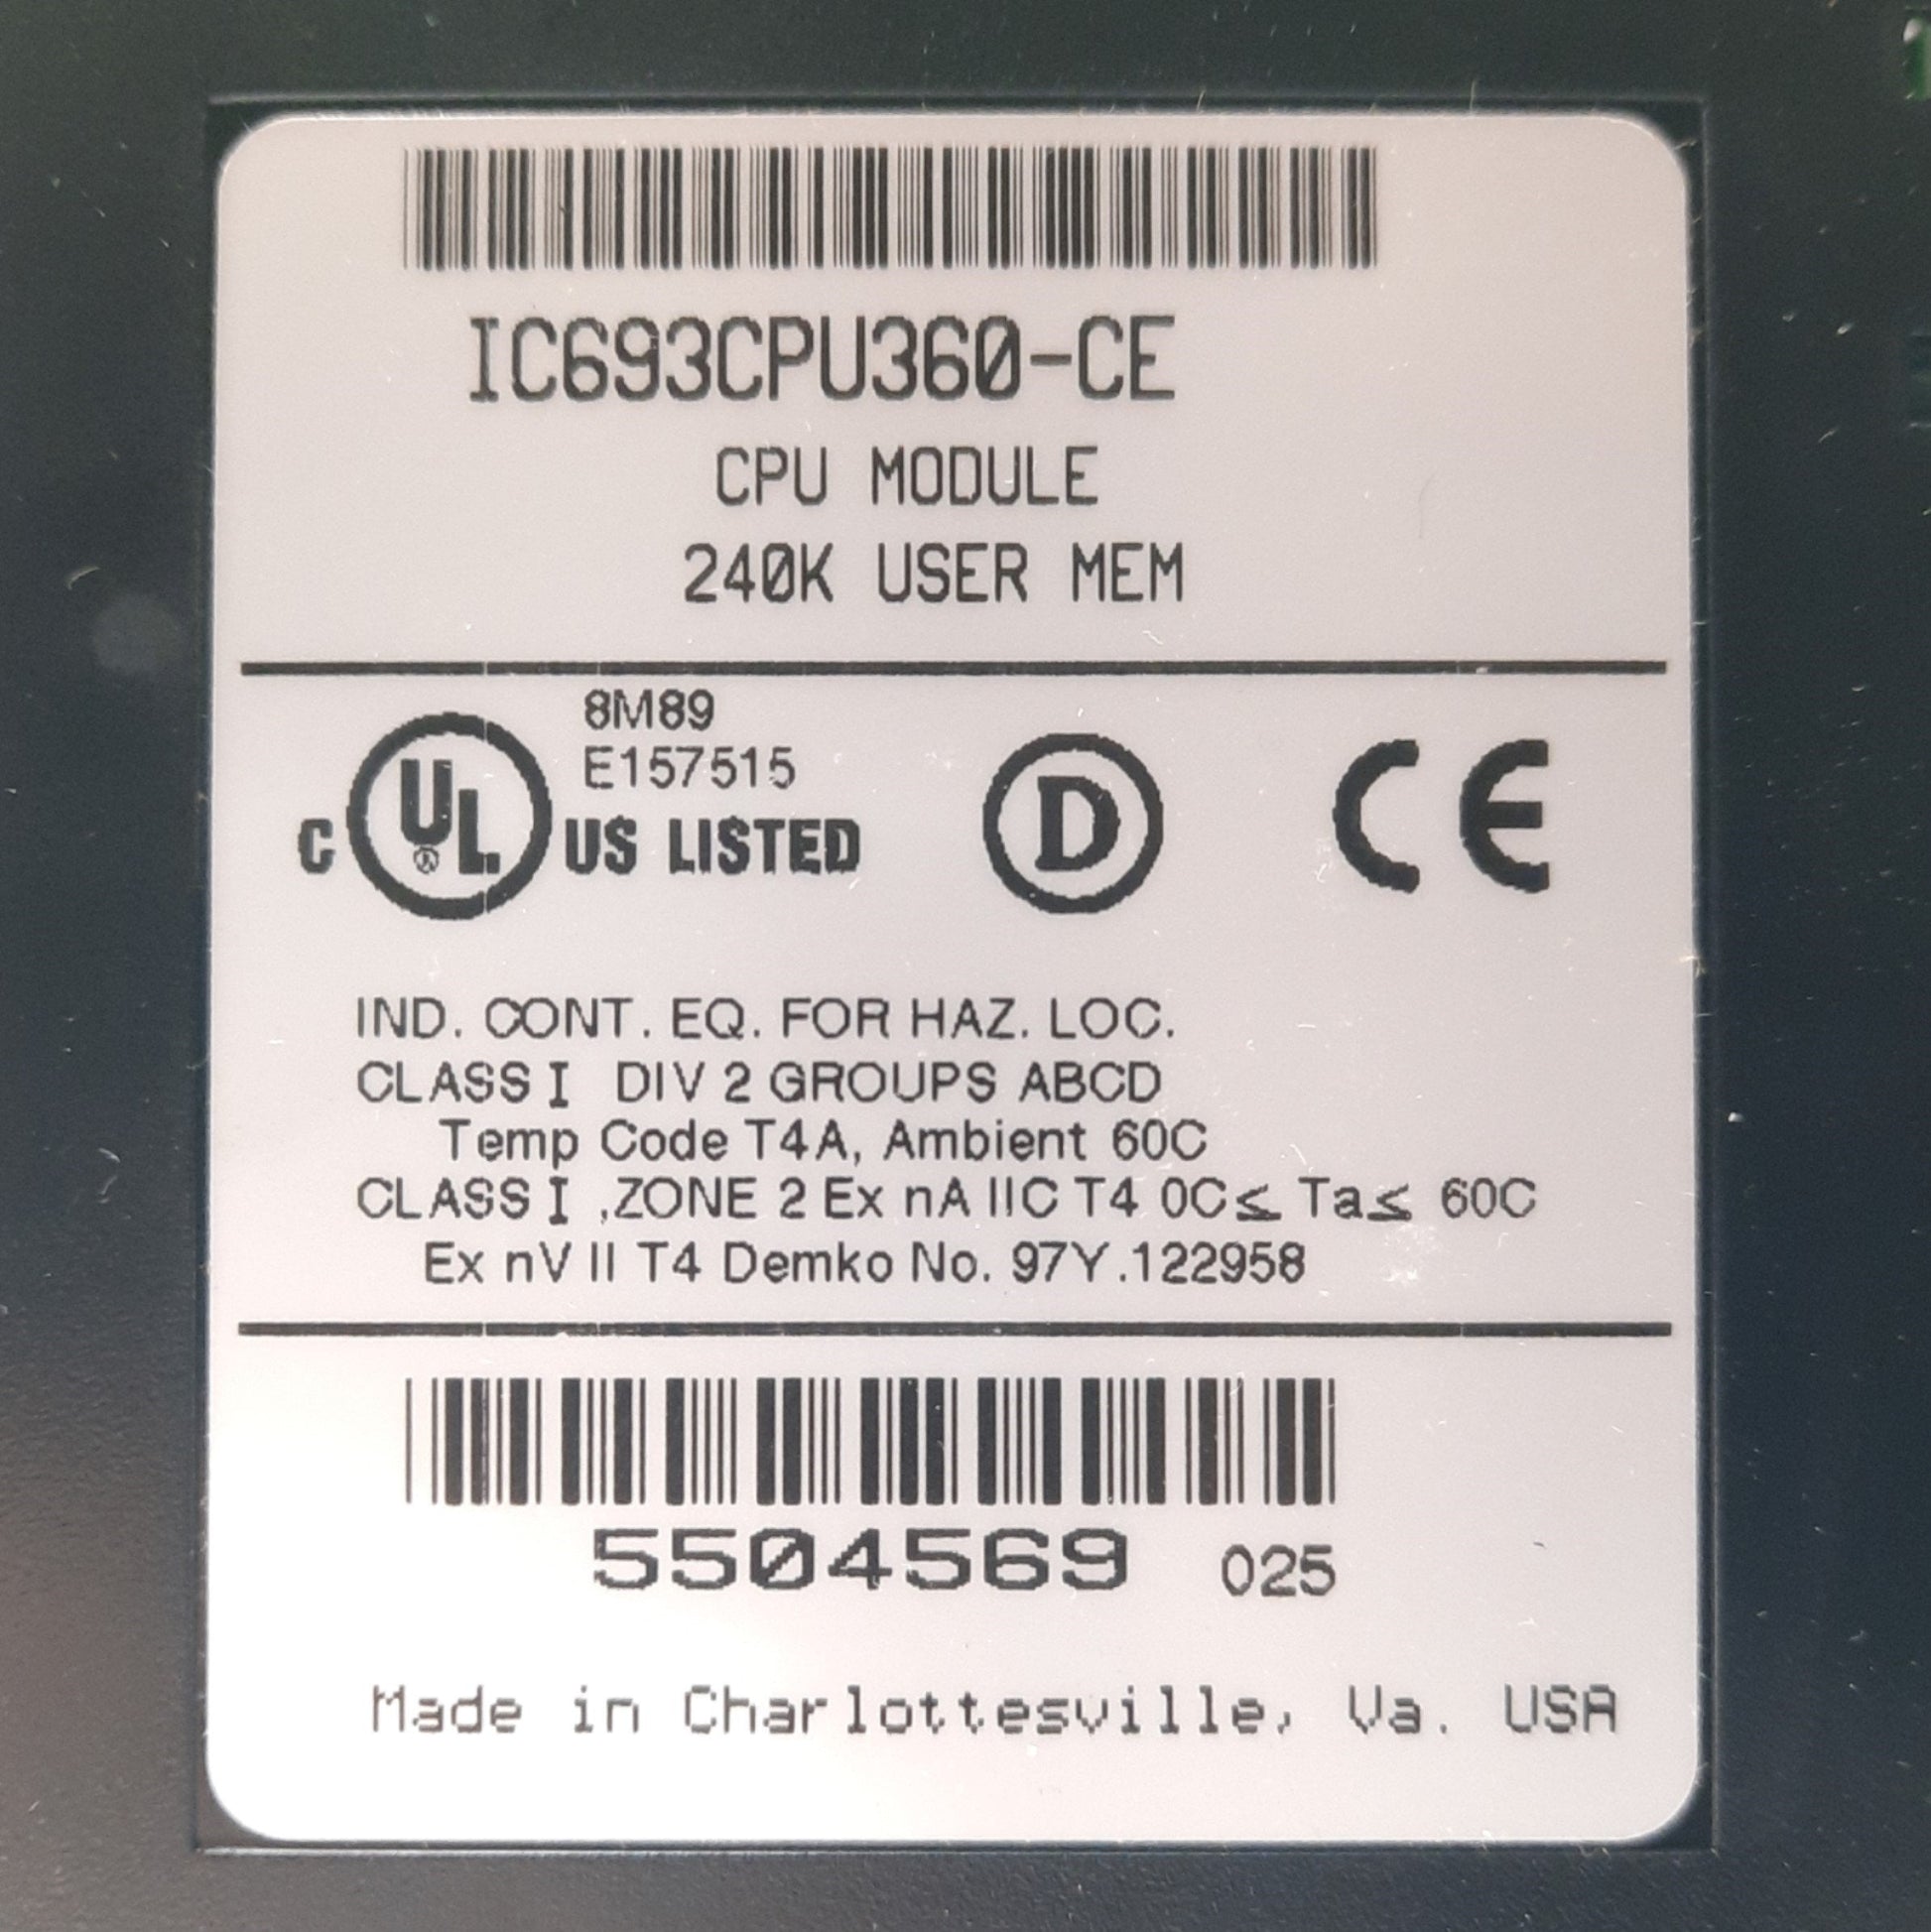 IC693CPU360-CE
CPU MODULE
240K USER MEM
8M89
E157515
C UL ® US LISTED
D
CE
IND. CONT. EQ. FOR HAZ. LOC.
CLASS I DIV 2 GROUPS ABCD
Temp Code T4A, Ambient 60C
CLASS I ,ZONE 2 Ex nA IIC T4 0C≤ Ta≤ 60C
Ex nV II T4 Demko No. 97Y.122958
5504569 025
Made in Charlottesville, Va. USA